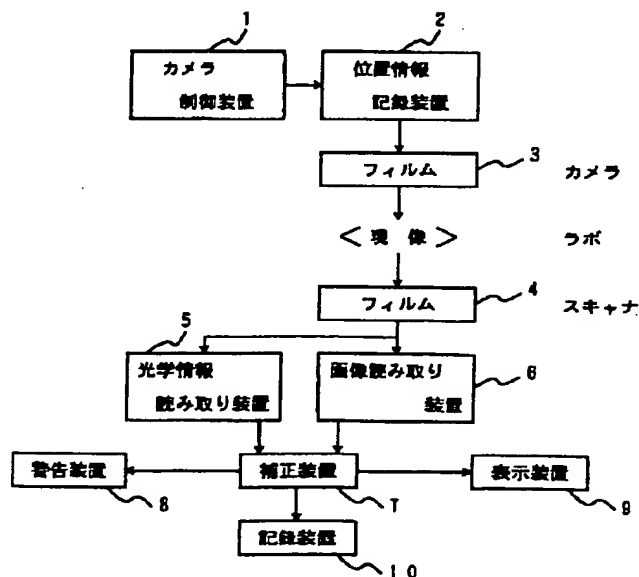 1
2
カメラ
制御装置
位置情報
記録装置
3
フィルム
カメラ
<現 像>
ラボ
4
フィルム
スキャナ
5
光学情報
読み取り装置
画像読み取り
装置
6
警告装置
補正装置
表示装置
8
7
9
記録装置
10